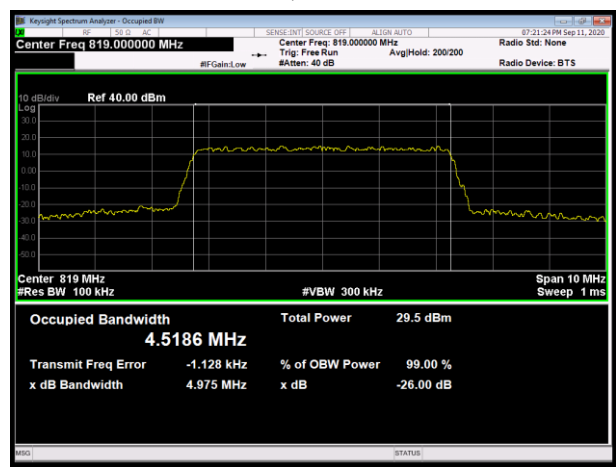 Keysight Spectrum Analyzer - Occupied BW
RF 50 Ω AC SENSE:INT SOURCE OFF ALIGN AUTO 07:21:24 PM Sep 11, 2020
Center Freq 819.000000 MHz Center Freq: 819.000000 MHz Radio Std: None
Trig: Free Run Avg|Hold: 200/200
#IFGain:Low #Atten: 40 dB Radio Device: BTS
10 dB/div Ref 40.00 dBm
Log
30.0
20.0
10.0
0.00
-10.0
-20.0
-30.0
-40.0
-50.0
Center 819 MHz Span 10 MHz
#Res BW 100 kHz #VBW 300 kHz Sweep 1 ms
Occupied Bandwidth Total Power 29.5 dBm
4.5186 MHz
Transmit Freq Error -1.128 kHz % of OBW Power 99.00 %
x dB Bandwidth 4.975 MHz x dB -26.00 dB
MSG STATUS